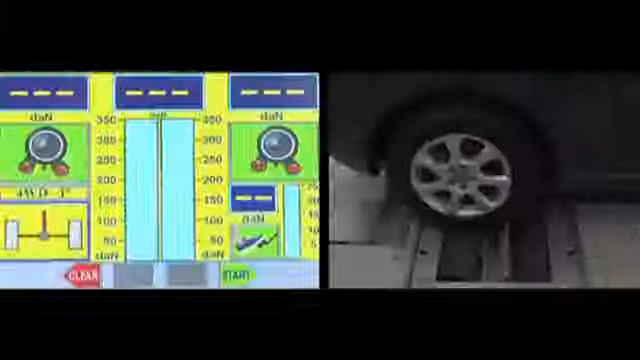 daN daN daN
350 350
300 300
250 250
200 200
150 150
100 100
50 50
daN daN
4WD
daN
CLEAR START